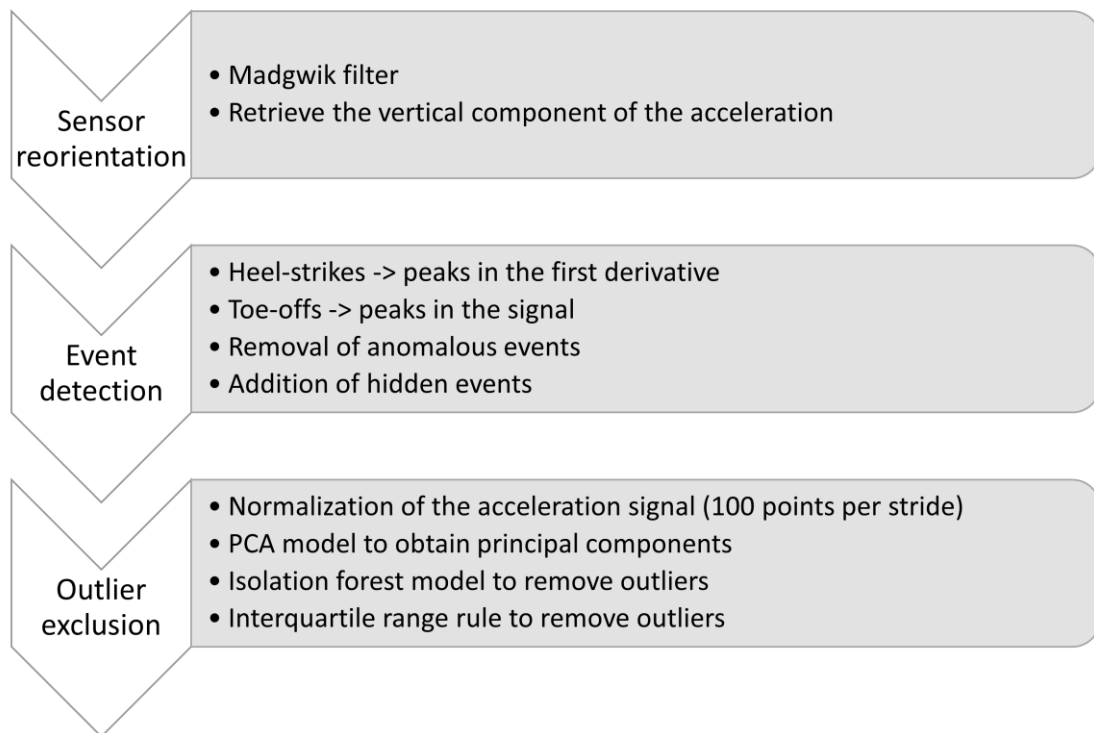 Sensor
reorientation
• Madgwik filter
• Retrieve the vertical component of the acceleration
Event
detection
• Heel-strikes -> peaks in the first derivative
• Toe-offs -> peaks in the signal
• Removal of anomalous events
• Addition of hidden events
Outlier
exclusion
• Normalization of the acceleration signal (100 points per stride)
• PCA model to obtain principal components
• Isolation forest model to remove outliers
• Interquartile range rule to remove outliers